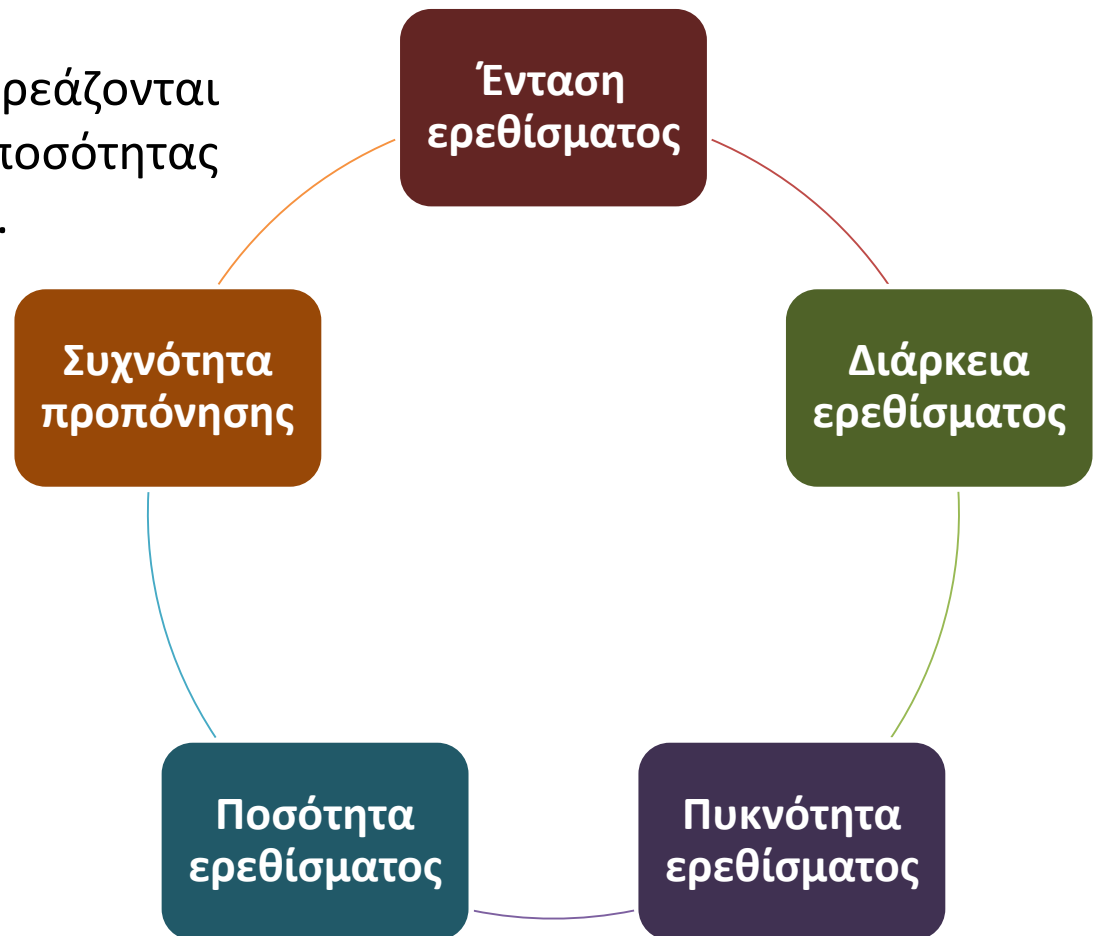 ρεάζονται
ποσότητας
.
Ένταση
ερεθίσματος
Συχνότητα
προπόνησης
Διάρκεια
ερεθίσματος
Ποσότητα
ερεθίσματος
Πυκνότητα
ερεθίσματος